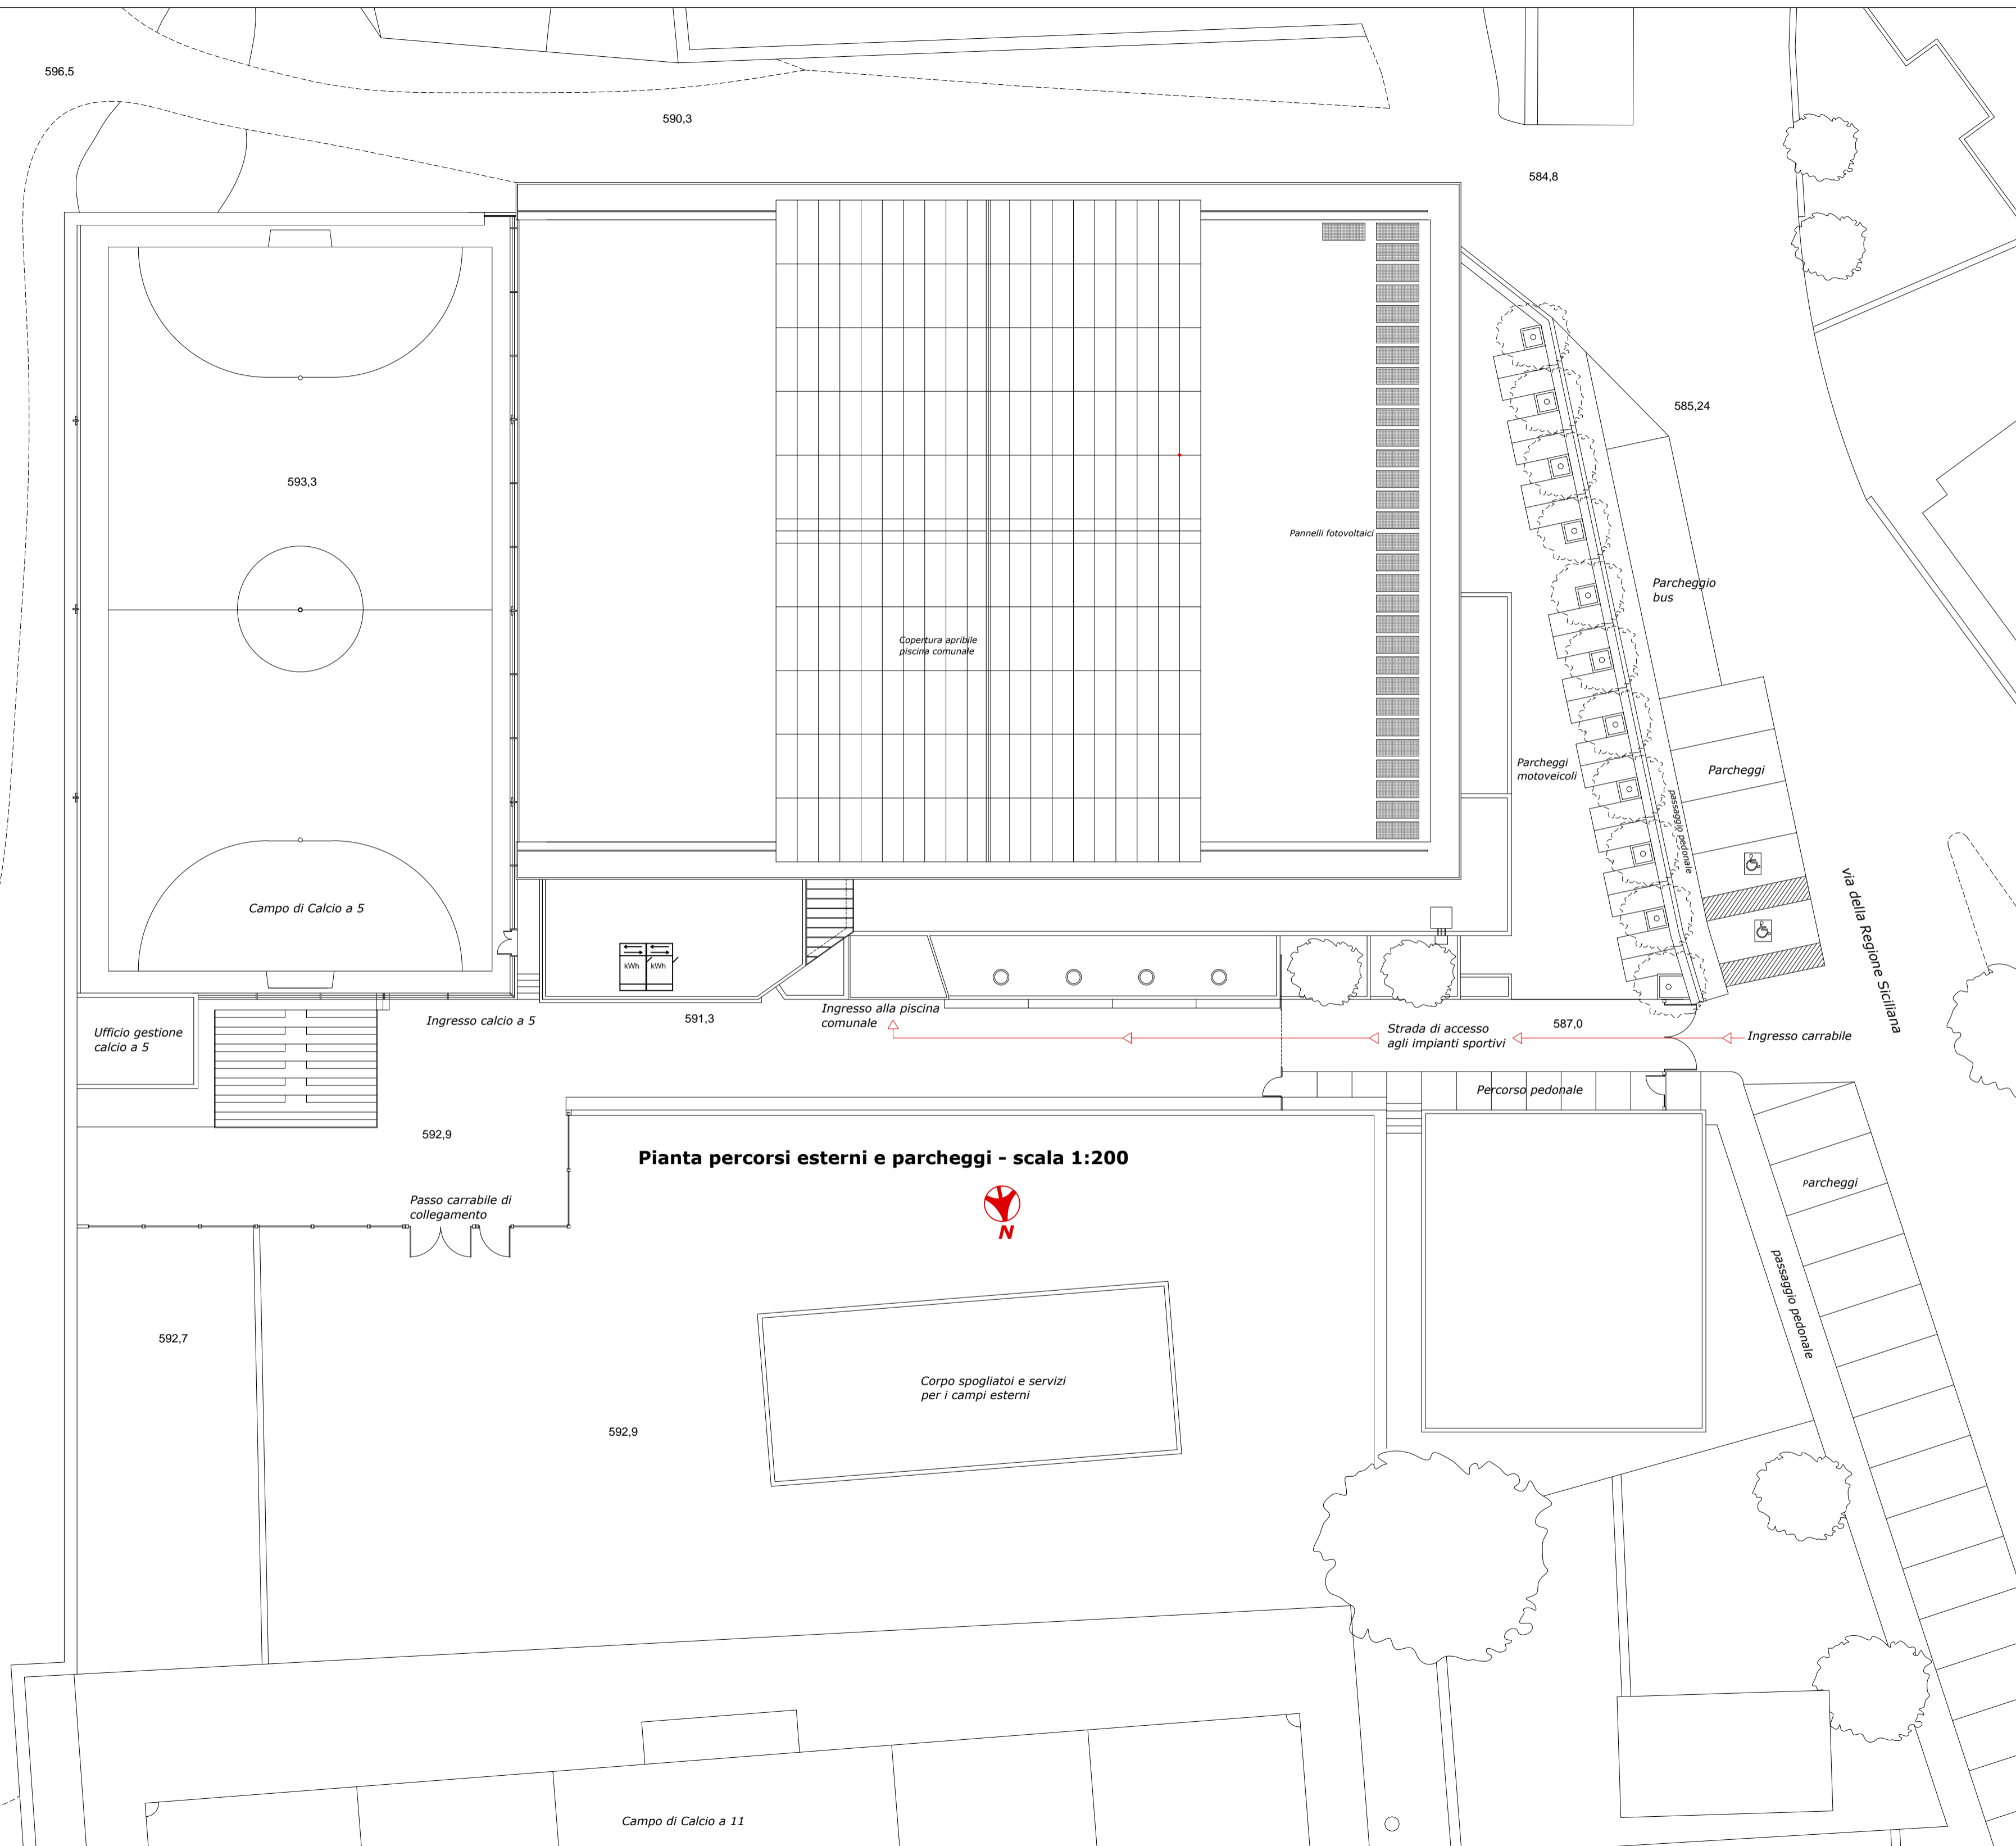 596,5
590,3
584,8
585,24
593,3
Pannelli fotovoltaici
Parcheggio
bus
Copertura apribile
piscina comunale
Parcheggi
motoveicoli
Parcheggi
passaggio pedonale
via della Regione Siciliana
Campo di Calcio a 5
kWh
kWh
Ufficio gestione
calcio a 5
Ingresso calcio a 5
591,3
Ingresso alla piscina
comunale
Strada di accesso
agli impianti sportivi
587,0
Ingresso carrabile
Percorso pedonale
592,9
Pianta percorsi esterni e parcheggi - scala 1:200
N
Passo carrabile di
collegamento
Parcheggi
passaggio pedonale
592,7
Corpo spogliatoi e servizi
per i campi esterni
592,9
Campo di Calcio a 11